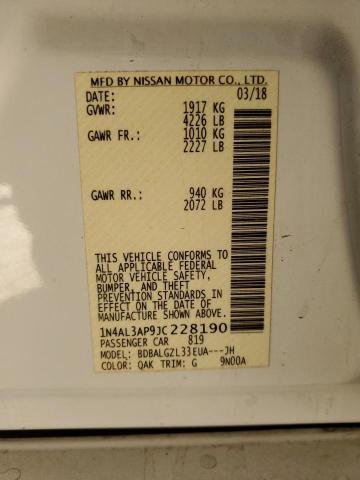 MFD BY NISSAN MOTOR CO., LTD.
DATE: 03/18
GVWR: 1917 KG
4226 LB
GAWR FR.: 1010 KG
2227 LB
GAWR RR.: 940 KG
2072 LB
THIS VEHICLE CONFORMS TO
ALL APPLICABLE FEDERAL
MOTOR VEHICLE SAFETY,
BUMPER, AND THEFT
PREVENTION STANDARDS IN
EFFECT ON THE DATE OF
MANUFACTURE SHOWN ABOVE.
1N4AL3AP9JC228190
PASSENGER CAR 819
MODEL: BDBALGZL33EUA---JH
COLOR: QAK TRIM: G 9N00A